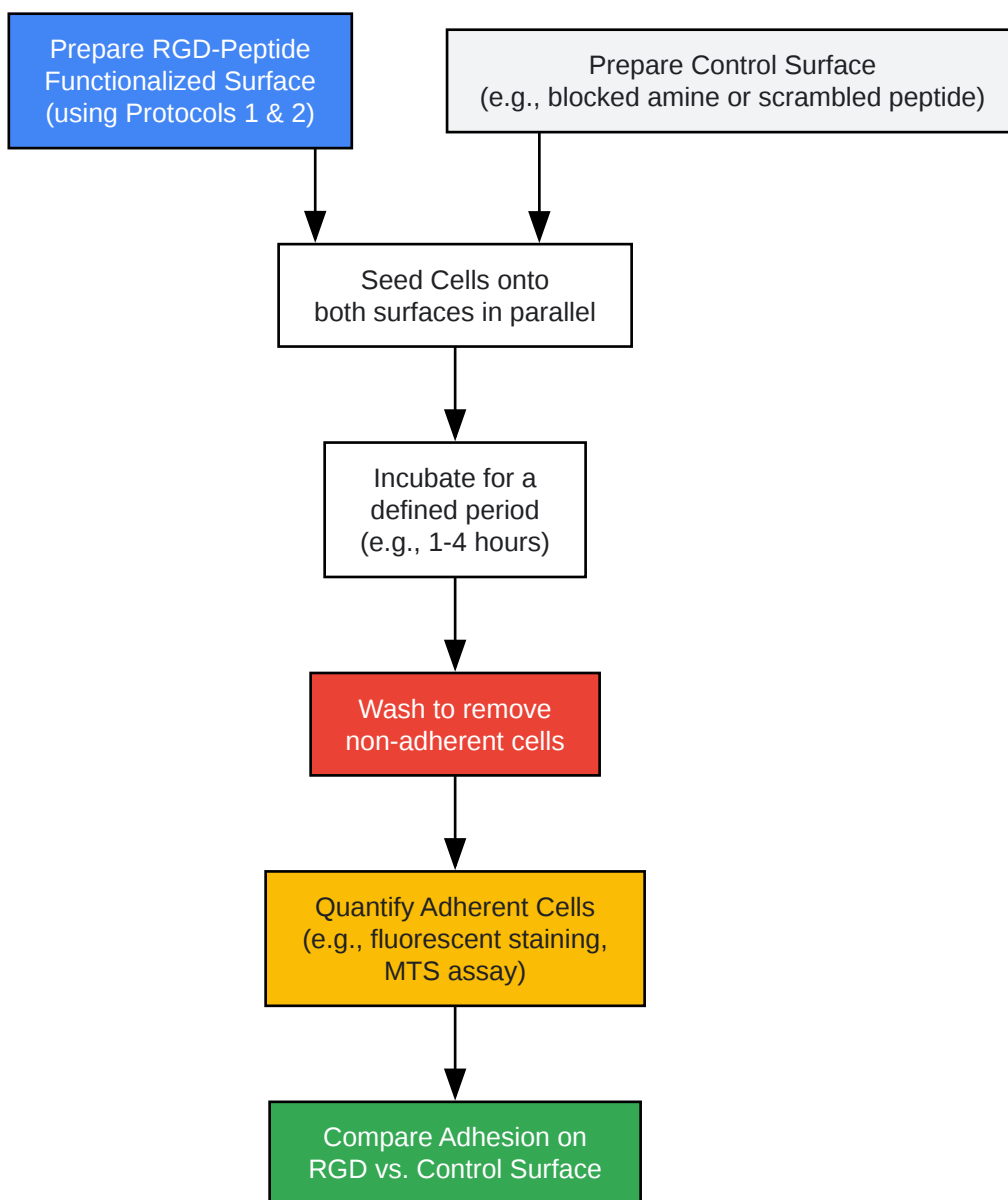 Prepare RGD-Peptide
Functionalized Surface
(using Protocols 1 & 2)
Prepare Control Surface
(e.g., blocked amine or scrambled peptide)
Seed Cells onto
both surfaces in parallel
Incubate for a
defined period
(e.g., 1-4 hours)
Wash to remove
non-adherent cells
Quantify Adherent Cells
(e.g., fluorescent staining,
MTS assay)
Compare Adhesion on
RGD vs. Control Surface